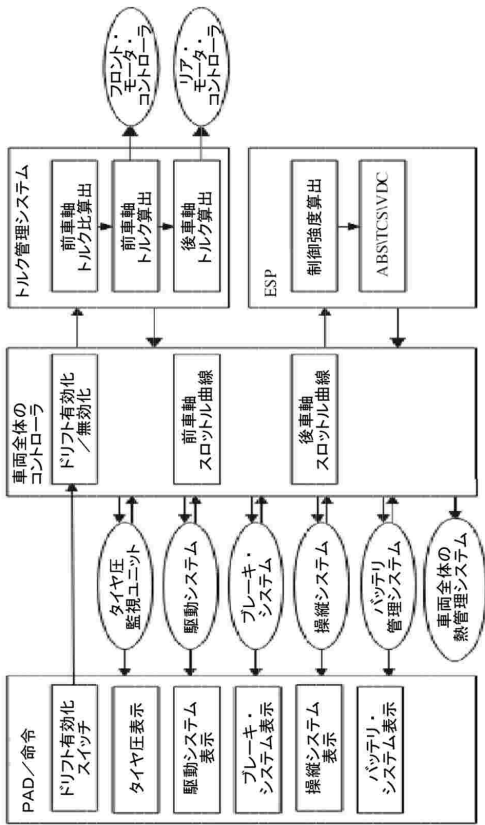 PAD/命令
ドリフト有効化
スイッチ
タイヤ圧表示
駆動システム
表示
ブレーキ・
システム表示
操縦システム
表示
バッテリ・
システム表示
タイヤ圧
監視ユニット
駆動システム
ブレーキ・
システム
操縦システム
バッテリ
管理システム
車両全体の
熱管理システム
車両全体の
コントローラ
ドリフト有効化
/無効化
前車軸
スロットル曲線
後車軸
スロットル曲線
トルク管理システム
前車軸
トルク比算出
前車軸
トルク算出
後車軸
トルク算出
ESP
制御強度算出
ABS\TCS\VDC
フロント・
モータ・
コントローラ
リア・
モータ・
コントローラ